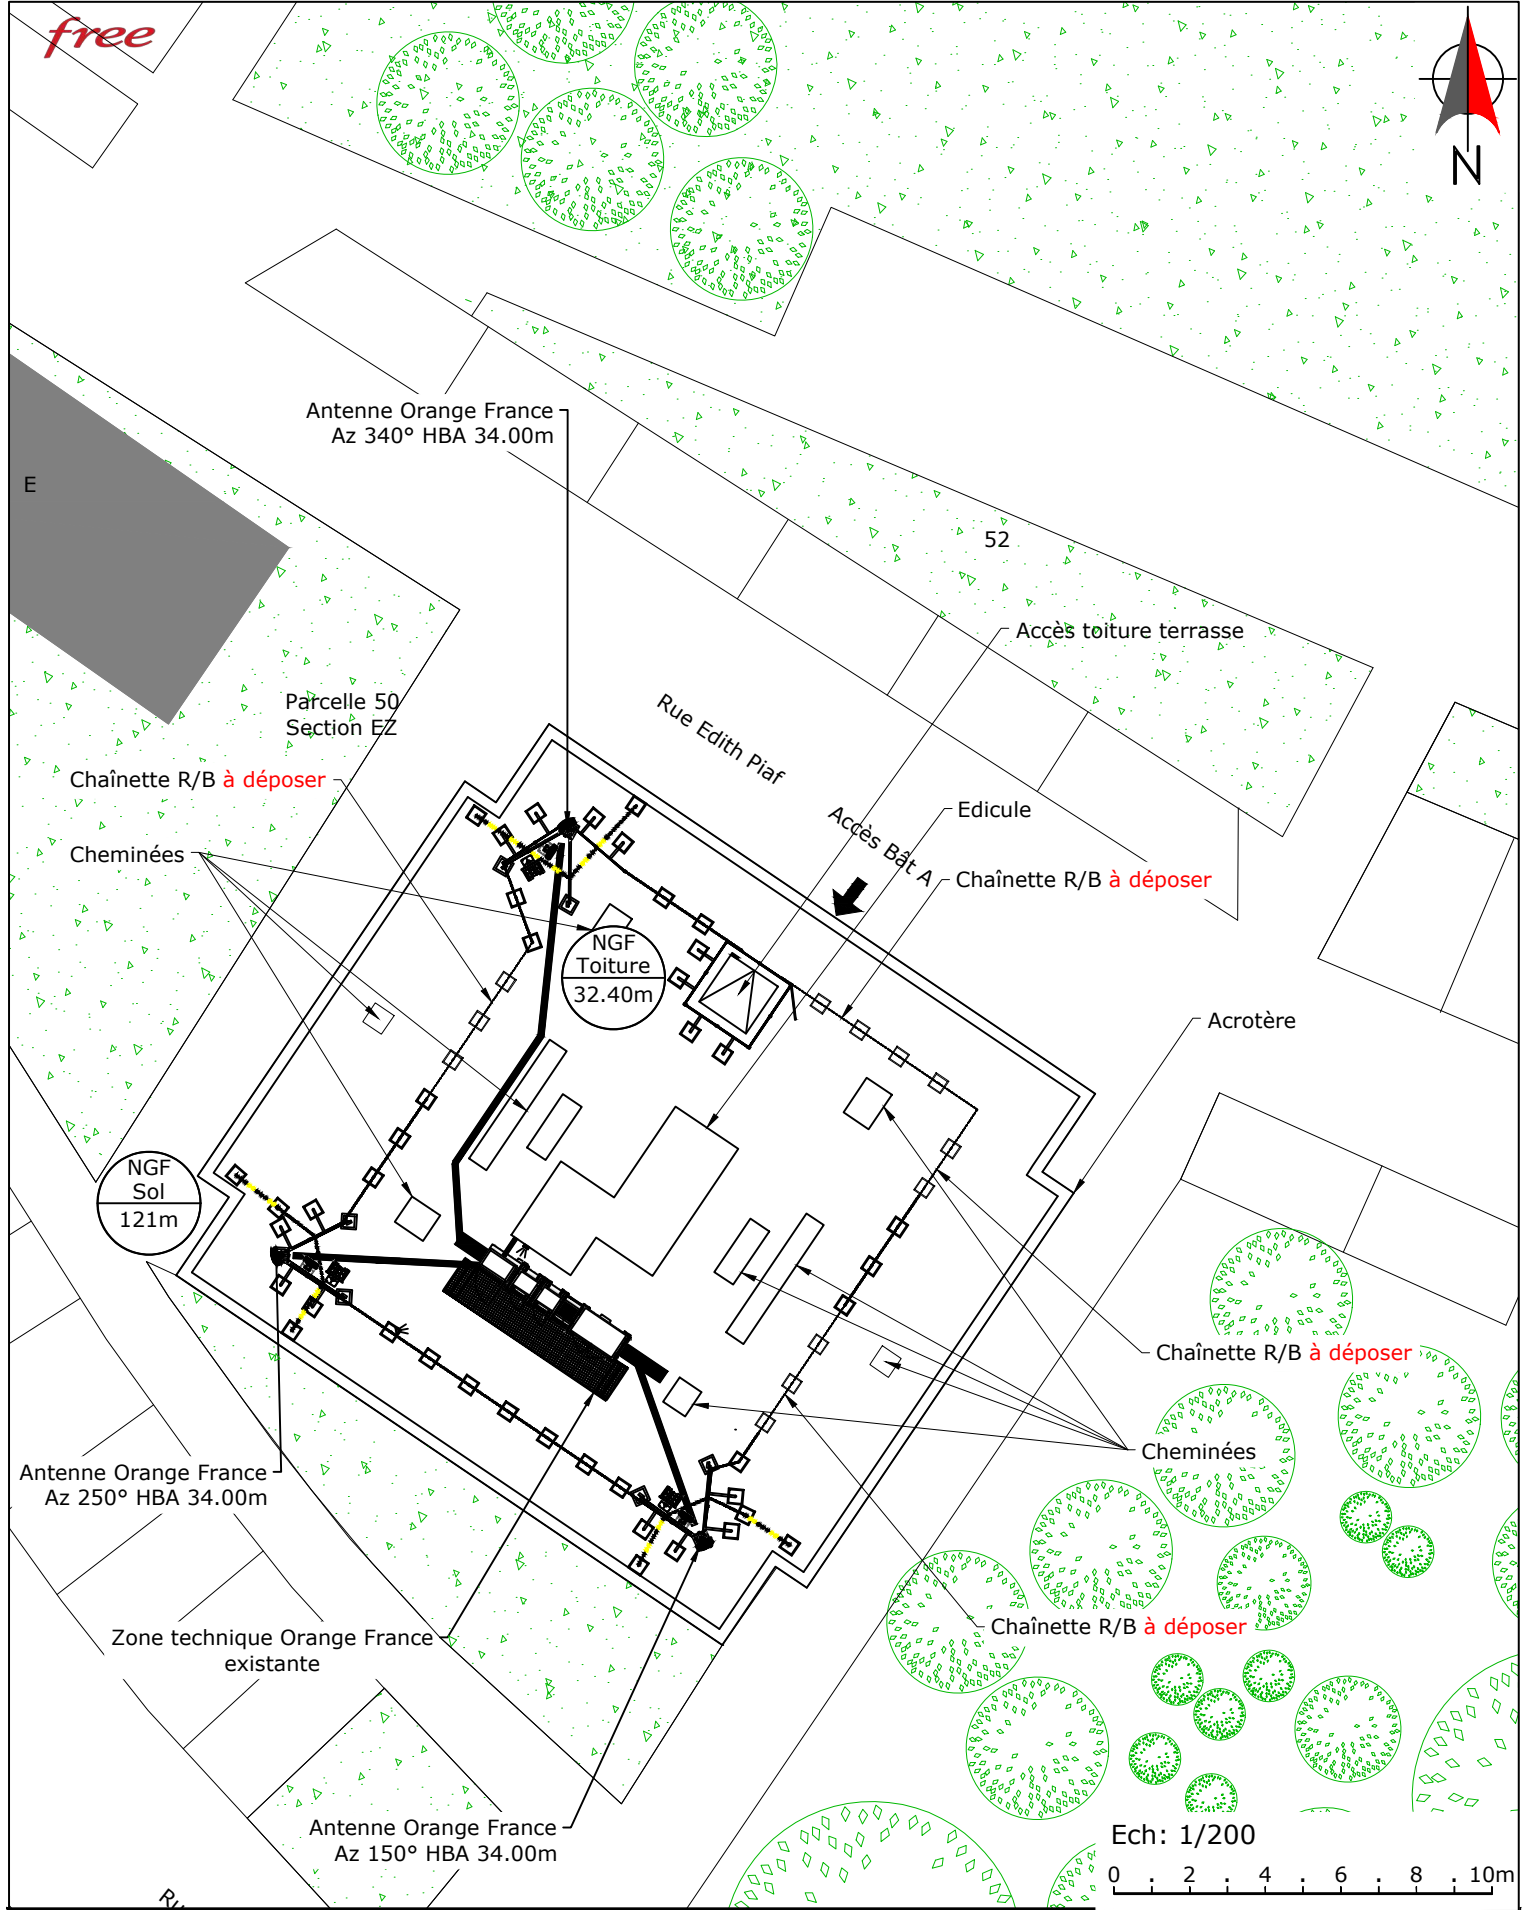 free
N
Antenne Orange France
Az 340° HBA 34.00m
E
52
Accès toiture terrasse
Parcelle 50
Section EZ
Rue Edith Piaf
Chaînette R/B à déposer
Edicule
Accès Bât A
Cheminées
Chaînette R/B à déposer
NGF
Toiture
32.40m
Acrotère
NGF
Sol
121m
Chaînette R/B à déposer
Cheminées
Antenne Orange France
Az 250° HBA 34.00m
Chaînette R/B à déposer
Zone technique Orange France
existante
Antenne Orange France
Az 150° HBA 34.00m
Ech: 1/200
0 2 4 6 8 10m